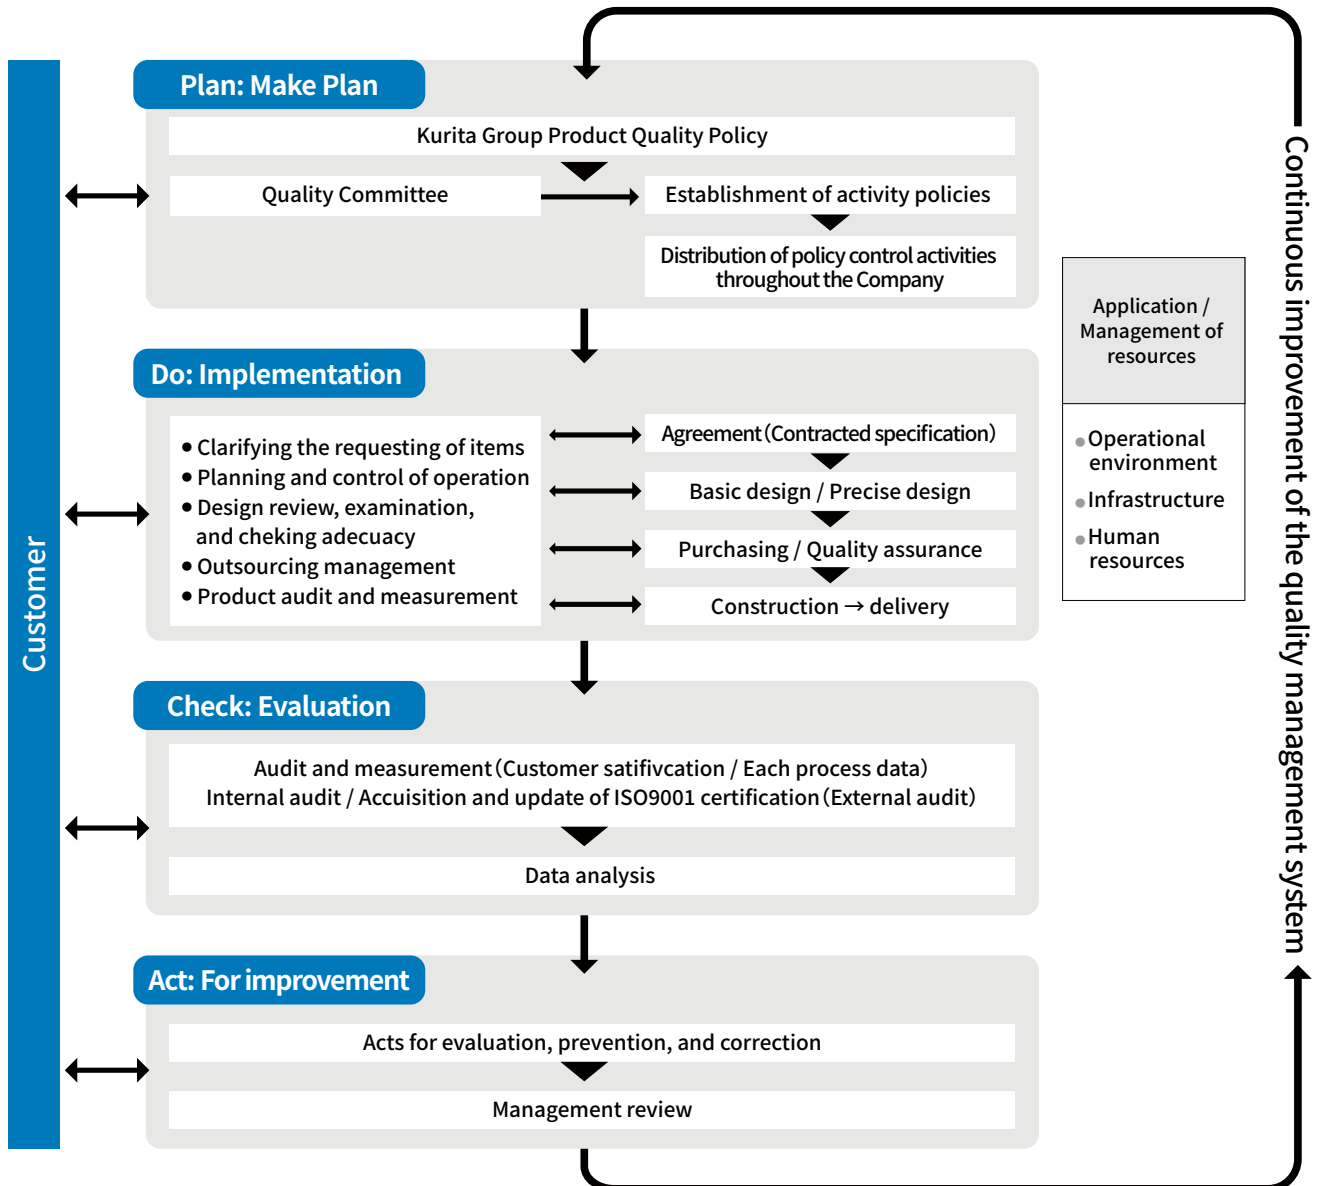 Customer
Plan: Make Plan
Kurita Group Product Quality Policy
Quality Committee
Establishment of activity policies
Distribution of policy control activities
throughout the Company
Do: Implementation
● Clarifying the requesting of items
● Planning and control of operation
● Design review, examination,
and cheking adecuacy
● Outsourcing management
● Product audit and measurement
Agreement(Contracted specification)
Basic design / Precise design
Purchasing / Quality assurance
Construction → delivery
Check: Evaluation
Audit and measurement(Customer satifivcation / Each process data)
Internal audit / Accuisition and update of ISO9001 certification(External audit)
Data analysis
Act: For improvement
Acts for evaluation, prevention, and correction
Management review
Application /
Management of
resources
● Operational
environment
● Infrastructure
● Human
resources
Continuous improvement of the quality management system